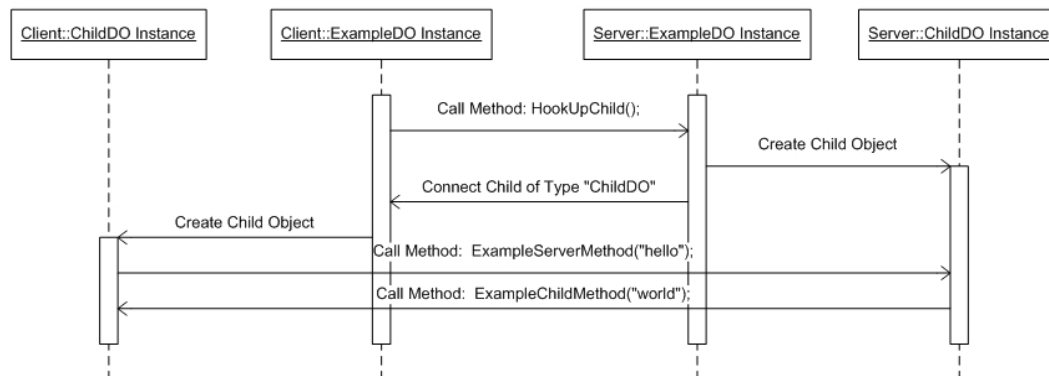 Client::ChildDO Instance
Client::ExampleDO Instance
Server::ExampleDO Instance
Server::ChildDO Instance
Call Method: HookUpChild();
Create Child Object
Connect Child of Type "ChildDO"
Create Child Object
Call Method: ExampleServerMethod("hello");
Call Method: ExampleChildMethod("world");